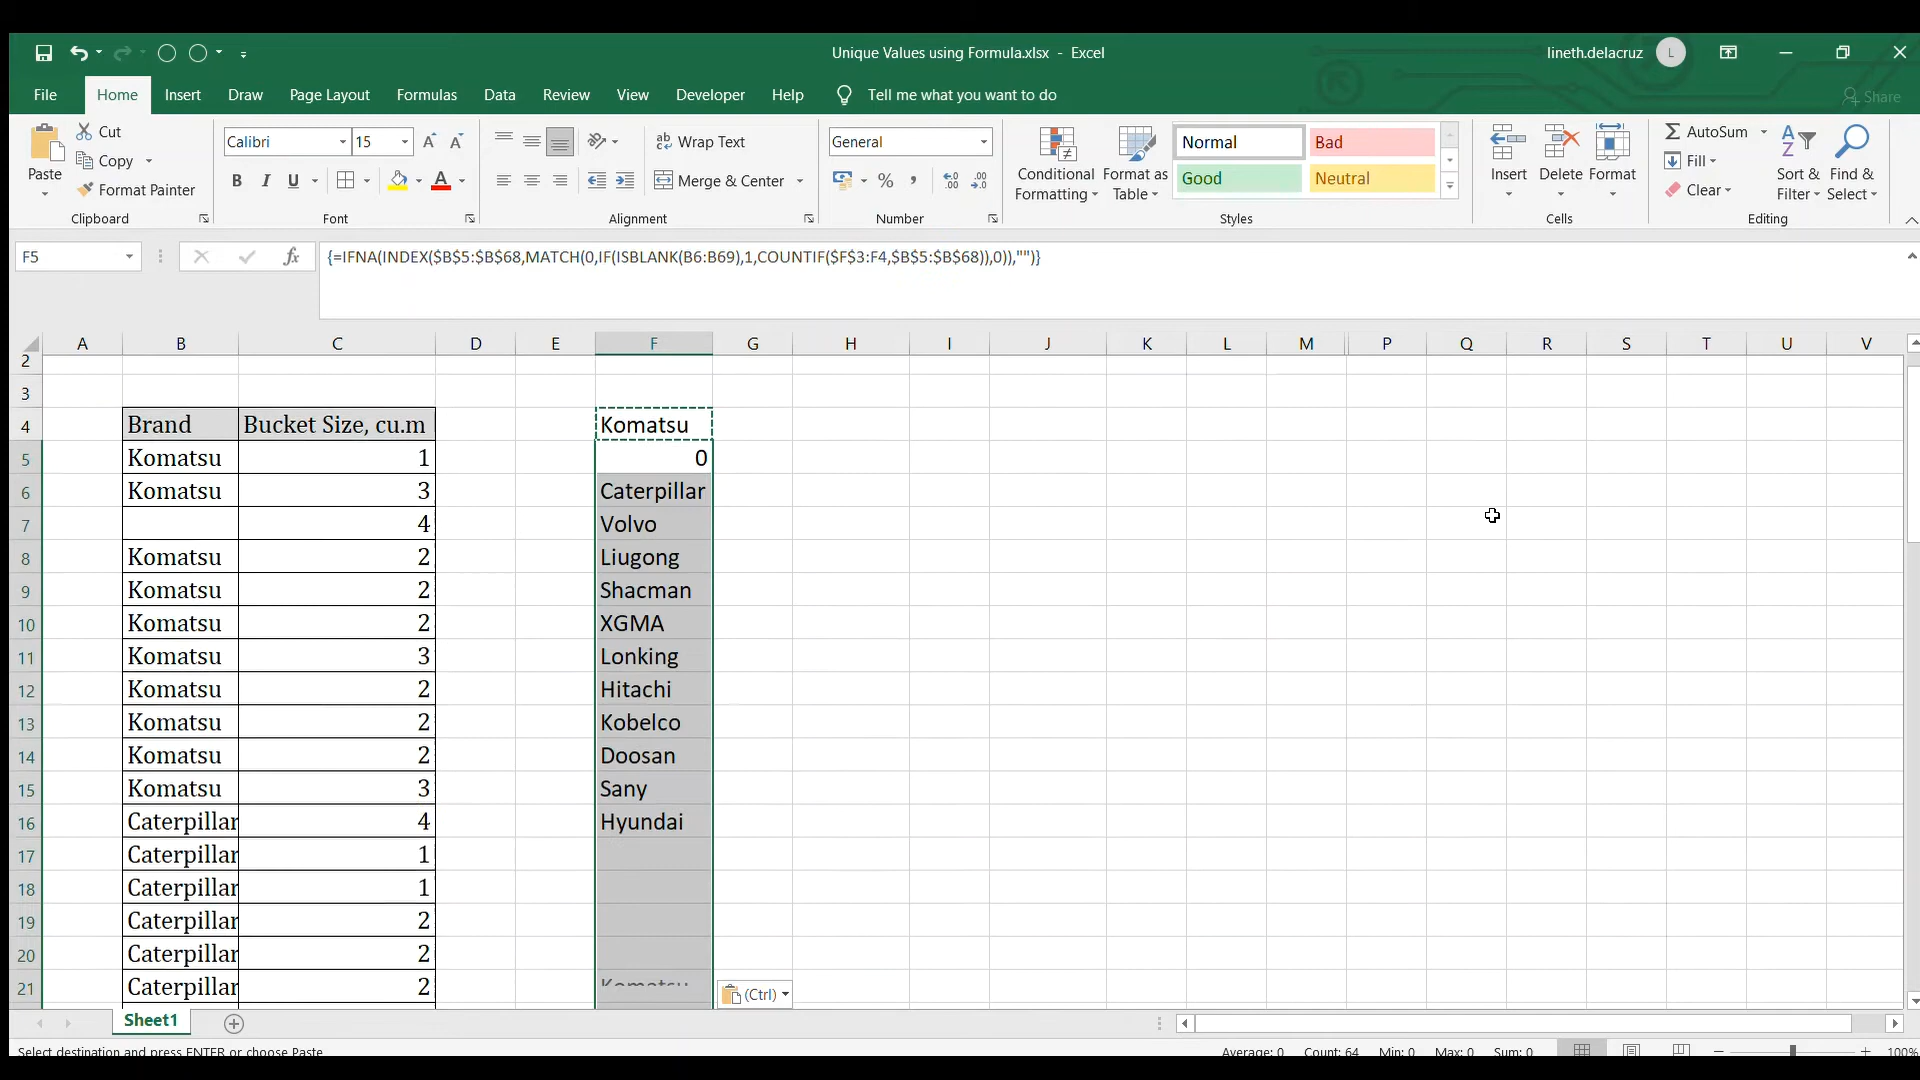 Unique Values using Formula.xlsx - Excel
lineth.delacruz
L
File Home Insert Draw Page Layout Formulas Data Review View Developer Help Tell me what you want to do
Share
Paste
Cut
Copy
Format Painter
Clipboard
Calibri 15
B I U
Font
Wrap Text
Merge & Center
Alignment
General
Number
Conditional Formatting
Format as Table
Normal Bad
Good Neutral
Styles
Insert Delete Format
Cells
AutoSum
Fill
Clear
Sort & Filter
Find & Select
Editing
F5 fx {=IFNA(INDEX($B$5:$B$68,MATCH(0,IF(ISBLANK(B6:B69),1,COUNTIF($F$3:F4,$B$5:$B$68)),0)),"")}
A B C D E F G H I J K L M P Q R S T U V
2
3
4 Brand Bucket Size, cu.m Komatsu
5 Komatsu 1 0
6 Komatsu 3 Caterpillar
7 4 Volvo
8 Komatsu 2 Liugong
9 Komatsu 2 Shacman
10 Komatsu 2 XGMA
11 Komatsu 3 Lonking
12 Komatsu 2 Hitachi
13 Komatsu 2 Kobelco
14 Komatsu 2 Doosan
15 Komatsu 3 Sany
16 Caterpillar 4 Hyundai
17 Caterpillar 1
18 Caterpillar 1
19 Caterpillar 2
20 Caterpillar 2
21 Caterpillar 2 Komatsu
(Ctrl)
Sheet1
Select destination and press ENTER or choose Paste Average: 0 Count: 64 Min: 0 Max: 0 Sum: 0 100%